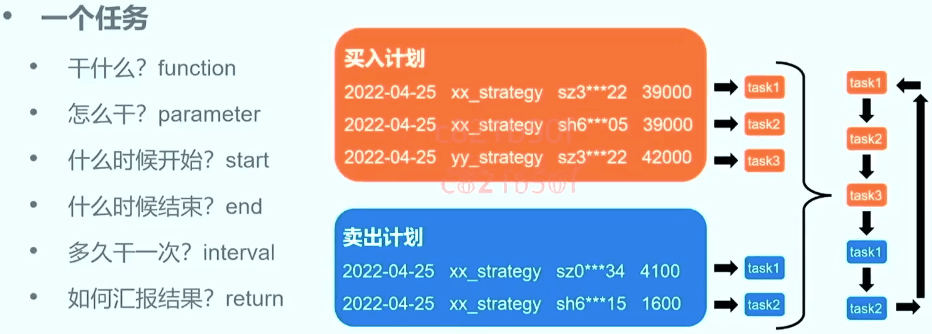 一个任务
干什么？function
怎么干？parameter
什么时候开始？start
什么时候结束？end
多久干一次？interval
如何汇报结果？return
买入计划
2022-04-25 xx_strategy sz3***22 39000
2022-04-25 xx_strategy sh6***05 39000
2022-04-25 yy_strategy sz3***22 42000
卖出计划
2022-04-25 xx_strategy sz0***34 4100
2022-04-25 xx_strategy sh6***15 1600
task1
task2
task3
task1
task2
task1
task2
task3
task1
task2